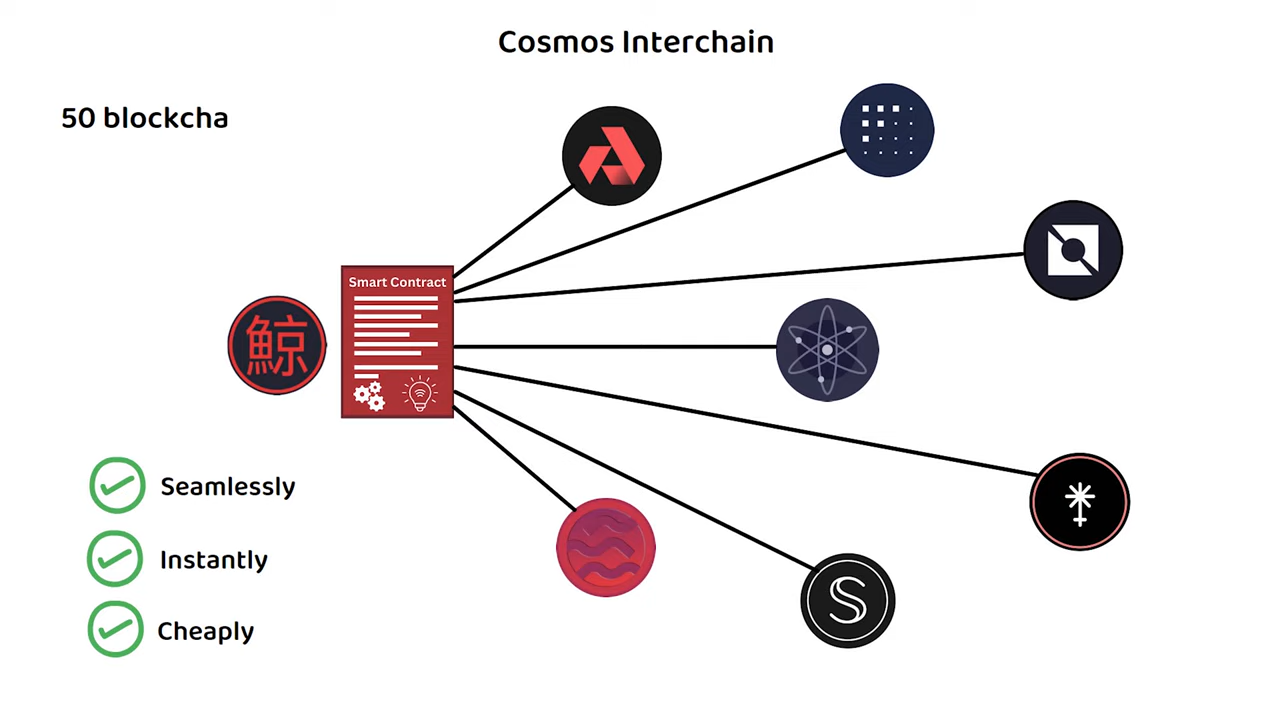 Cosmos Interchain
50 blockcha
Smart Contract
鯨
Seamlessly
Instantly
Cheaply